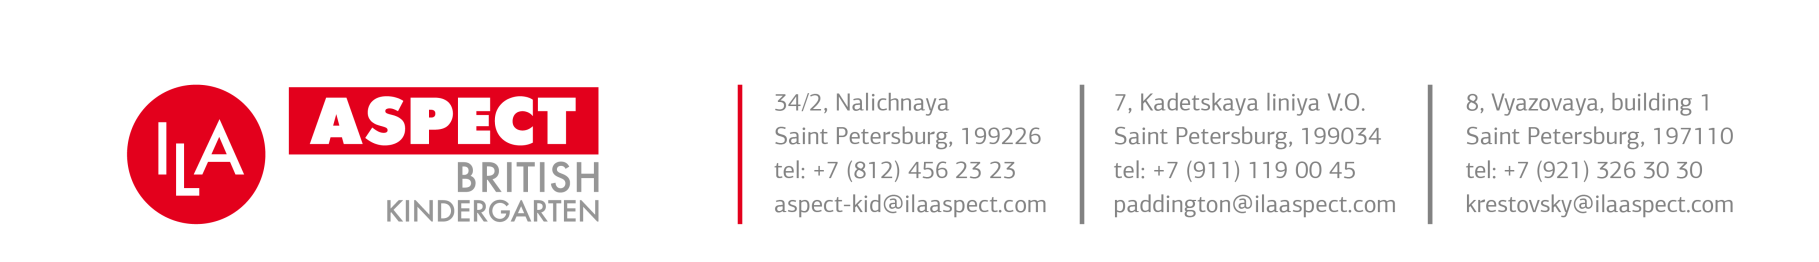 ILA
ASPECT
BRITISH
KINDERGARTEN
34/2, Nalichnaya
Saint Petersburg, 199226
tel: +7 (812) 456 23 23
aspect-kid@ilaaspect.com
7, Kadetskaya liniya V.O.
Saint Petersburg, 199034
tel: +7 (911) 119 00 45
paddington@ilaaspect.com
8, Vyazovaya, building 1
Saint Petersburg, 197110
tel: +7 (921) 326 30 30
krestovsky@ilaaspect.com